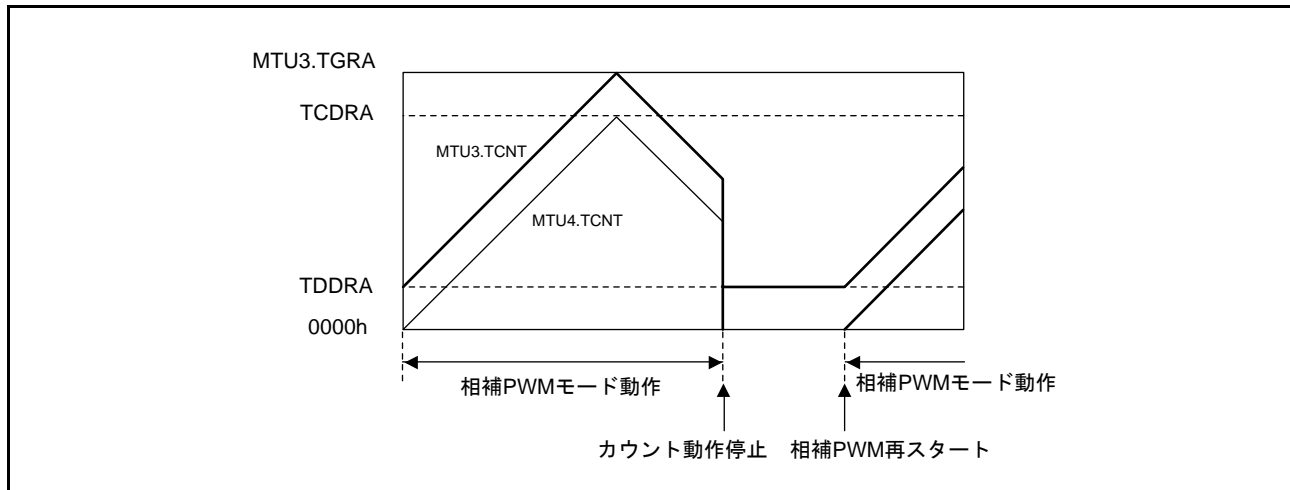 MTU3.TGRA
TCDRA
MTU3.TCNT
MTU4.TCNT
TDDRA
0000h
相補PWMモード動作
相補PWMモード動作
カウント動作停止
相補PWM再スタート